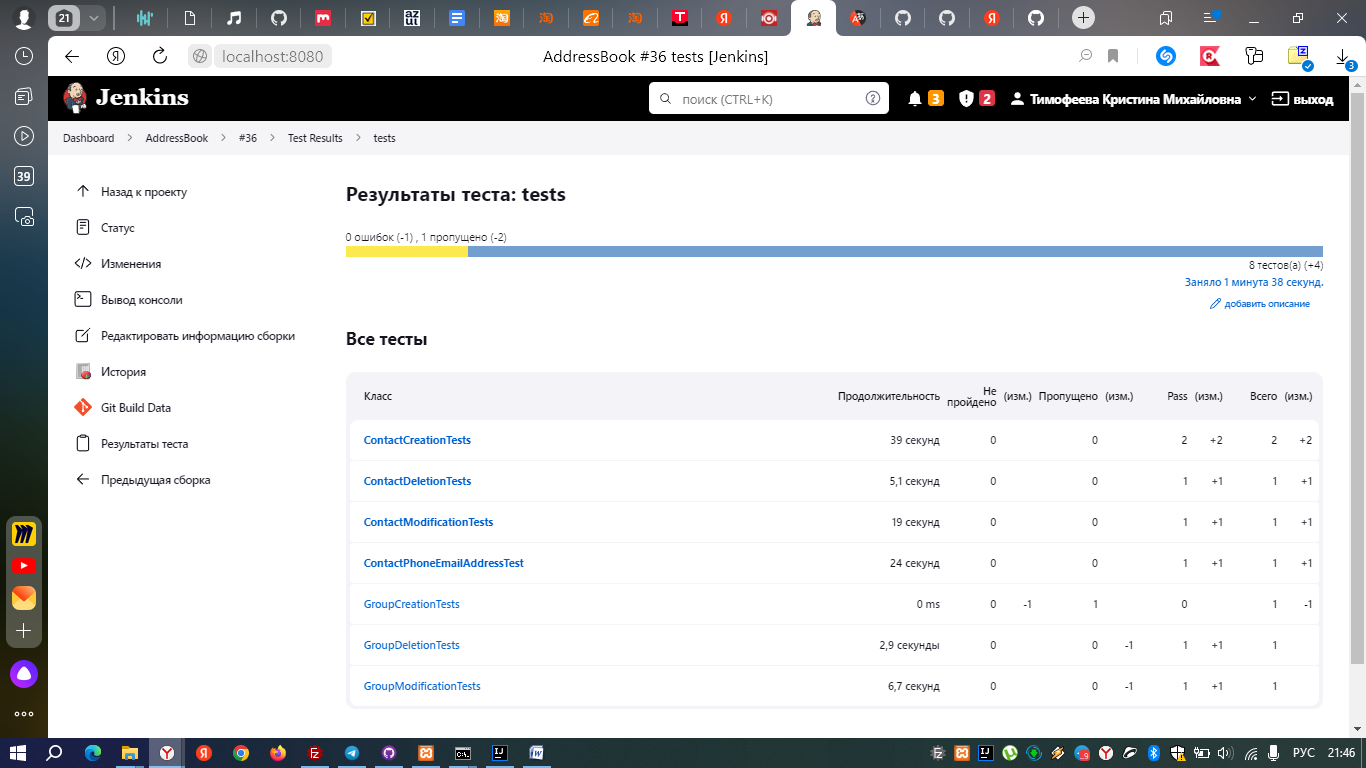 21
localhost:8080
AddressBook #36 tests [Jenkins]
3
Jenkins
поиск (CTRL+K)
3
2
Тимофеева Кристина Михайловна
выход
Dashboard
AddressBook
#36
Test Results
tests
39
Назад к проекту
Статус
Изменения
Вывод консоли
Редактировать информацию сборки
История
Git Build Data
Результаты теста
Предыдущая сборка
Результаты теста: tests
0 ошибок (-1) , 1 пропущено (-2)
8 тестов(а) (+4)
Заняло 1 минута 38 секунд.
добавить описание
Все тесты
Класс Продолжительность Не пройдено (изм.) Пропущено (изм.) Pass (изм.) Всего (изм.)
ContactCreationTests 39 секунд 0 0 2 +2 2 +2
ContactDeletionTests 5,1 секунд 0 0 1 +1 1 +1
ContactModificationTests 19 секунд 0 0 1 +1 1 +1
ContactPhoneEmailAddressTest 24 секунд 0 0 1 +1 1 +1
GroupCreationTests 0 ms 0 -1 1 0 1 -1
GroupDeletionTests 2,9 секунды 0 0 -1 1 +1 1
GroupModificationTests 6,7 секунд 0 0 -1 1 +1 1
РУС
21:46